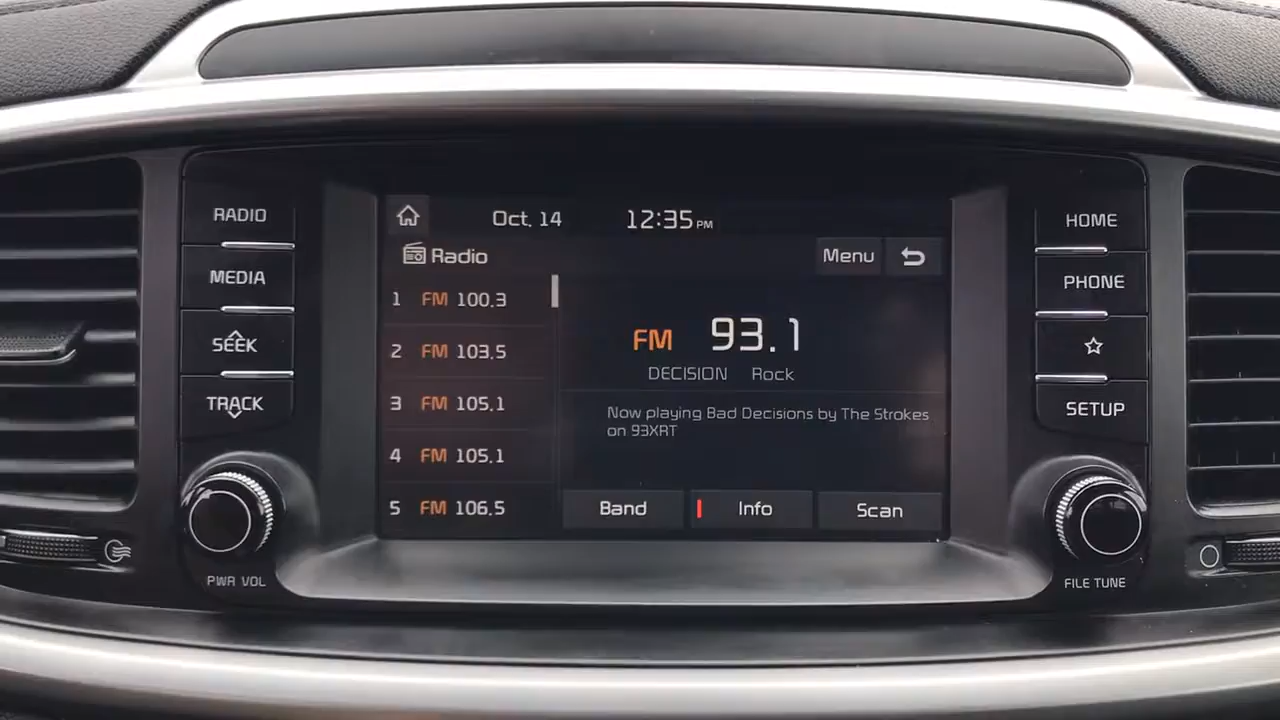 RADIO
MEDIA
SEEK
TRACK
PWR VOL
Oct. 14 12:35 PM
Radio
Menu
1 FM 100.3
2 FM 103.5
3 FM 105.1
4 FM 105.1
5 FM 106.5
FM 93.1
DECISION Rock
Now playing Bad Decisions by The Strokes
on 93XRT
Band
Info
Scan
HOME
PHONE
SETUP
FILE TUNE